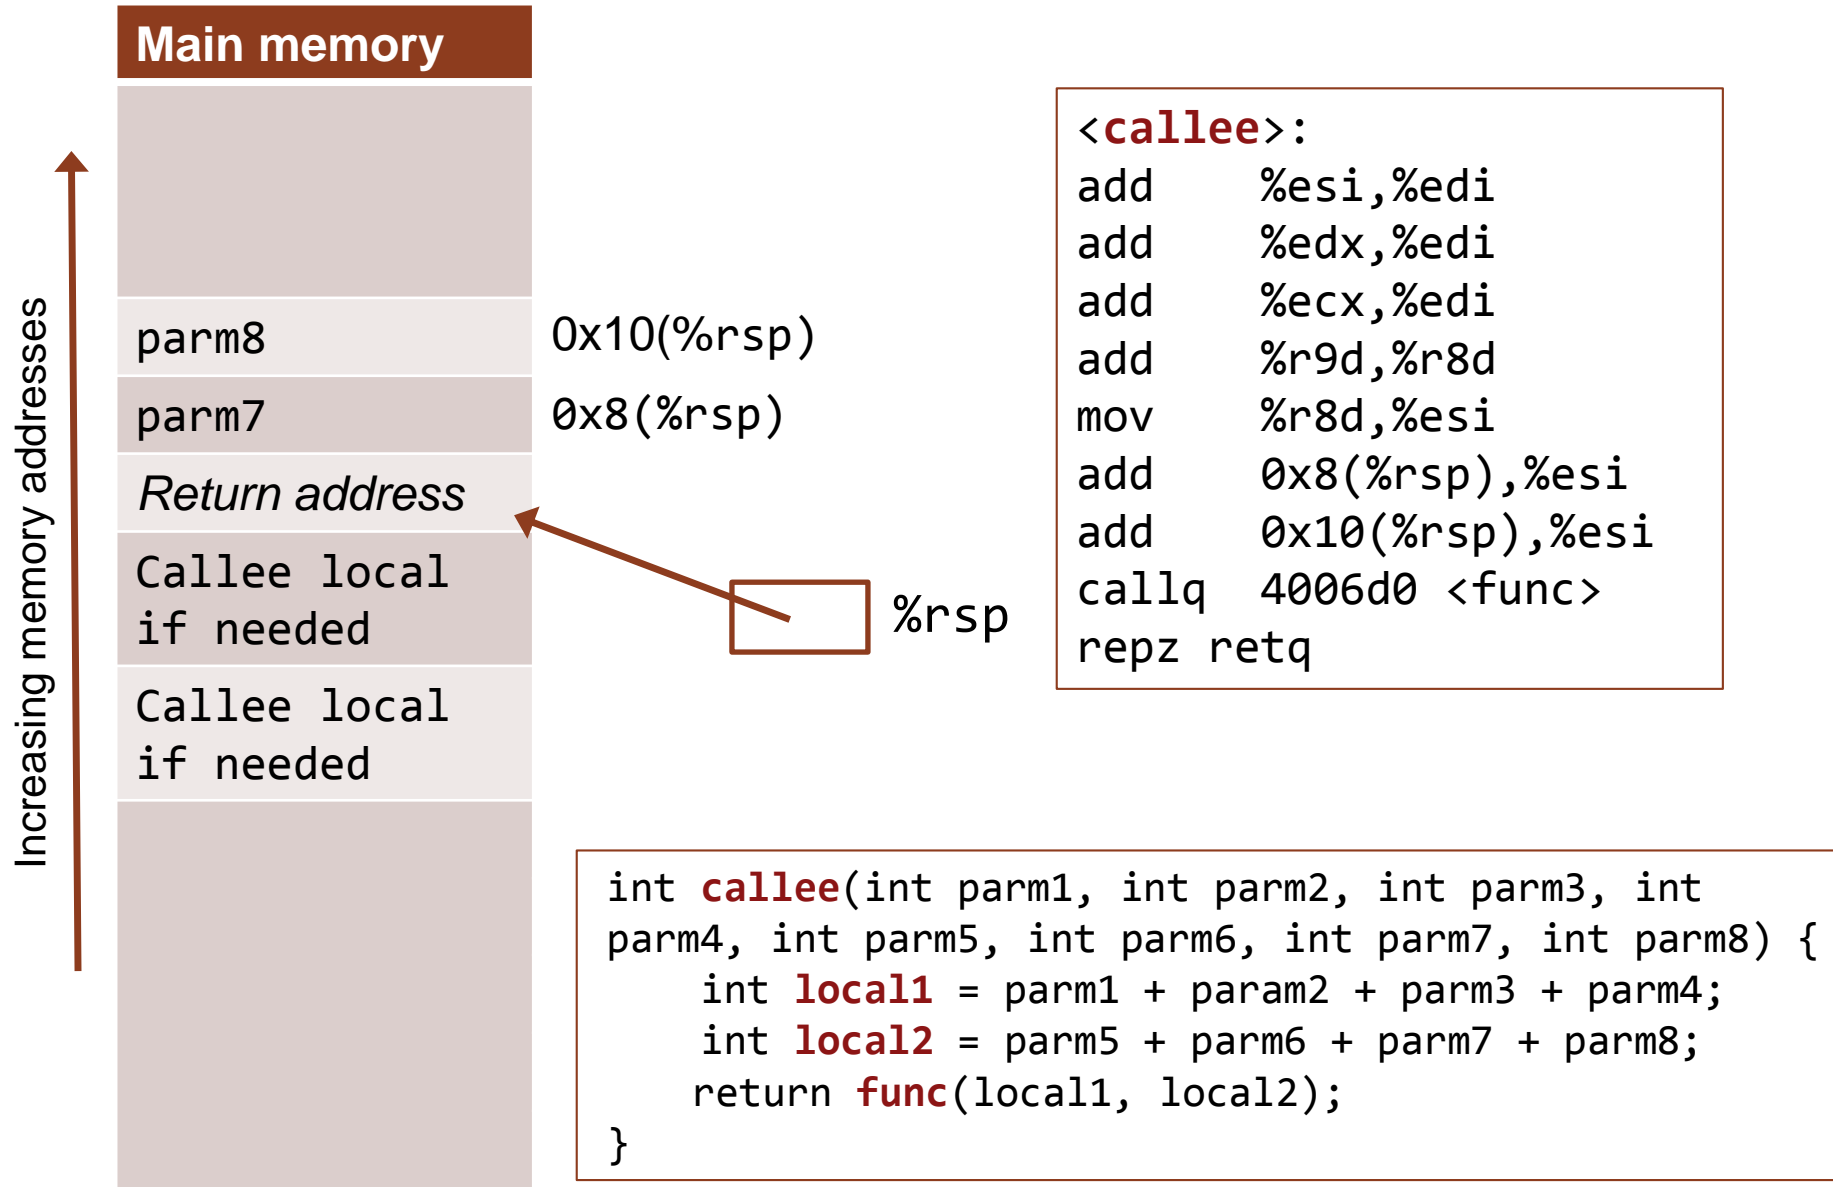 Main memory
Increasing memory addresses
parm8
0x10(%rsp)
parm7
0x8(%rsp)
Return address
Callee local
if needed
Callee local
if needed
%rsp
<callee>:
add %esi,%edi
add %edx,%edi
add %ecx,%edi
add %r9d,%r8d
mov %r8d,%esi
add 0x8(%rsp),%esi
add 0x10(%rsp),%esi
callq 4006d0 <func>
repz retq
int callee(int parm1, int parm2, int parm3, int
parm4, int parm5, int parm6, int parm7, int parm8) {
int local1 = parm1 + param2 + parm3 + parm4;
int local2 = parm5 + parm6 + parm7 + parm8;
return func(local1, local2);
}